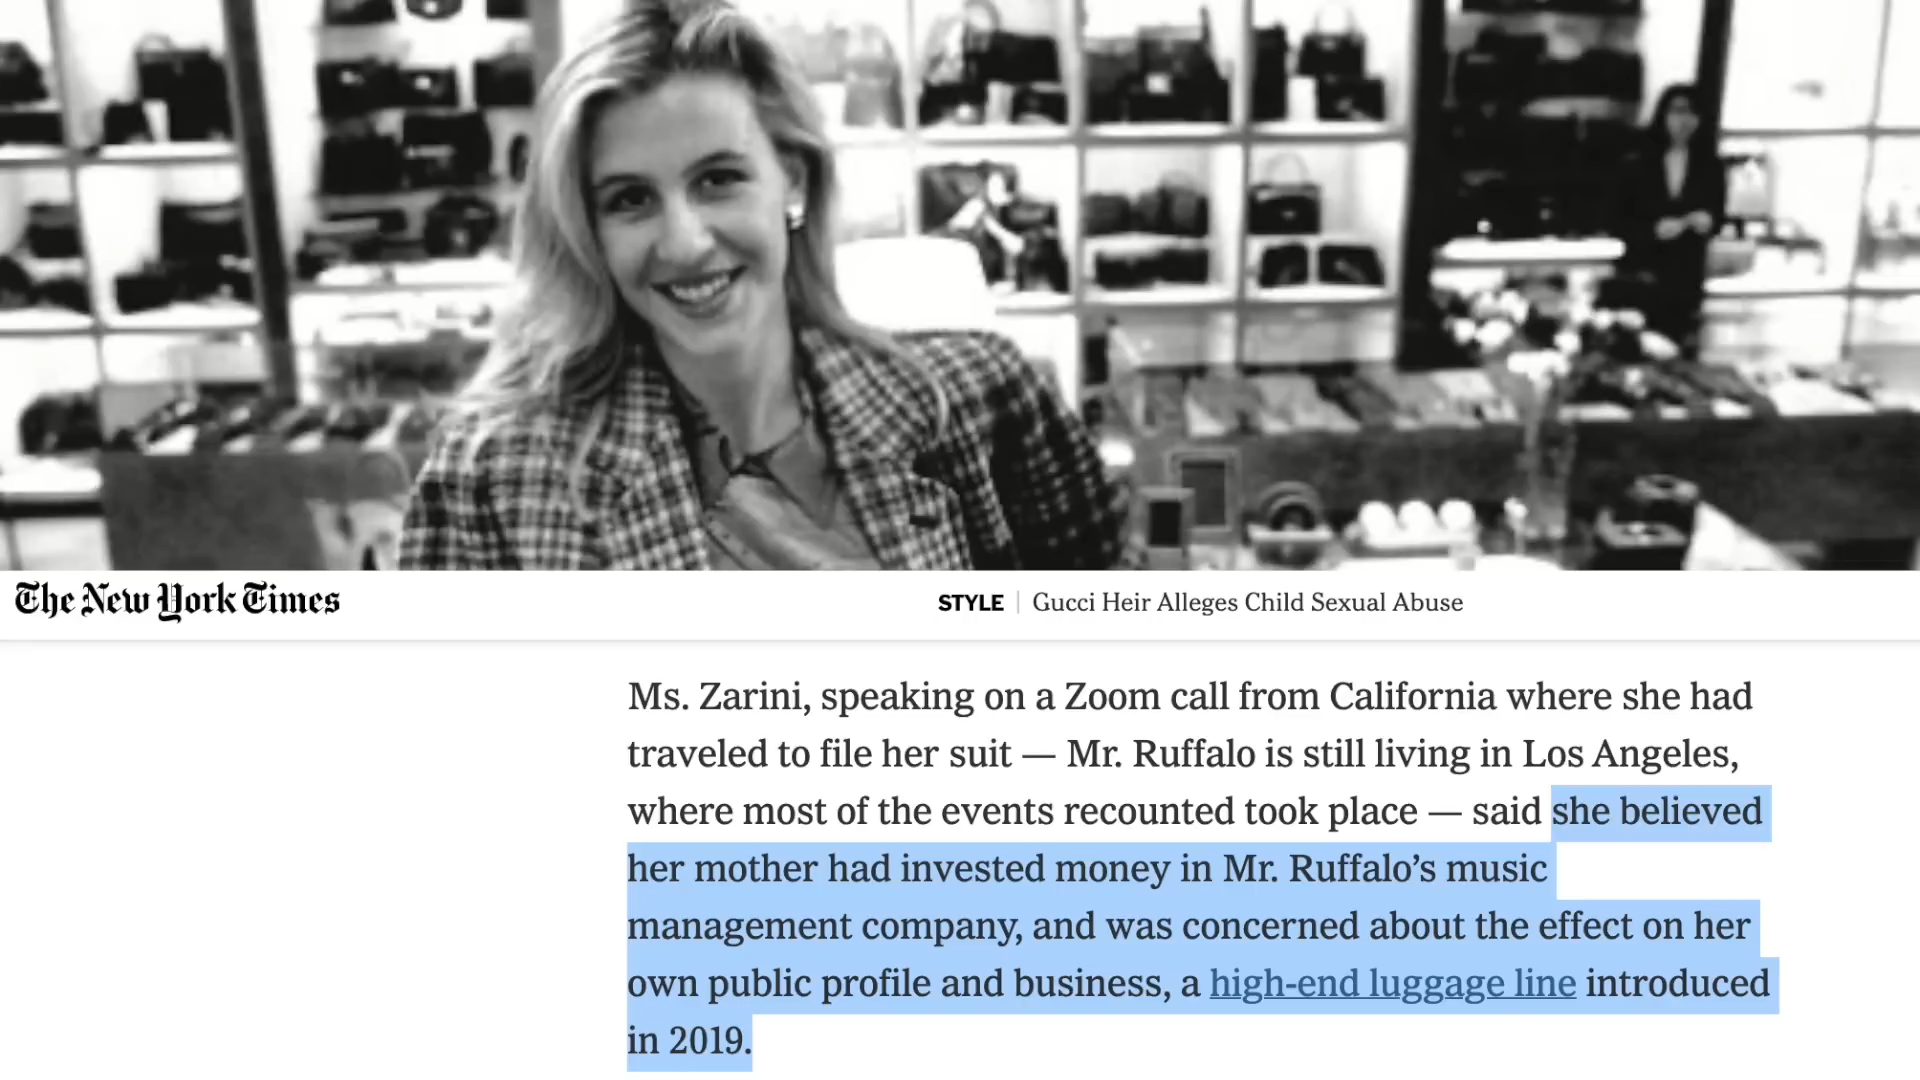 The New York Times
STYLE | Gucci Heir Alleges Child Sexual Abuse
Ms. Zarini, speaking on a Zoom call from California where she had
traveled to file her suit — Mr. Ruffalo is still living in Los Angeles,
where most of the events recounted took place — said she believed
her mother had invested money in Mr. Ruffalo’s music
management company, and was concerned about the effect on her
own public profile and business, a high-end luggage line introduced
in 2019.